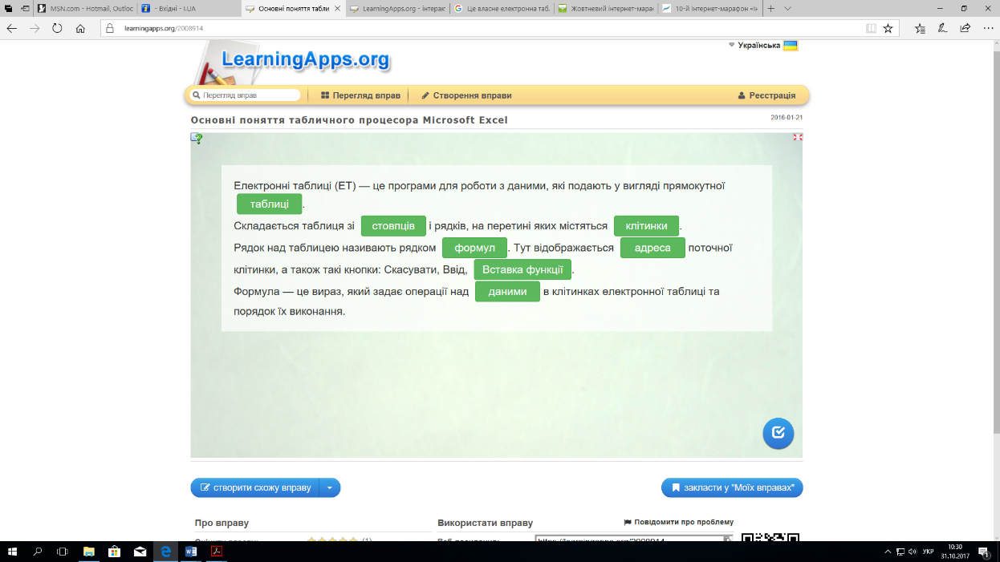 MSN.com - Hotmail, Outloc
- Вхідні - I.UA
Основні поняття табли
LearningApps.org - інтерак
Це власне електронна таб.
Жовтневий інтернет-мара
10-й Інтернет-марафон «Ін
learningapps.org/2008914
LearningApps.org
Українська
Перегляд вправ
Перегляд вправ
Створення вправи
Реєстрація
Основні поняття табличного процесора Microsoft Excel
2016-01-21
Електронні таблиці (ЕТ) — це програми для роботи з даними, які подають у вигляді прямокутної
таблиці .
Складається таблиця зі стовпців і рядків, на перетині яких містяться клітинки .
Рядок над таблицею називають рядком формул . Тут відображається адреса поточної
клітинки, а також такі кнопки: Скасувати, Ввід, Вставка функції .
Формула — це вираз, який задає операції над даними в клітинках електронної таблиці та
порядок їх виконання.
створити схожу вправу
закласти у "Моїх вправах"
Про вправу
Використати вправу
Повідомити про проблему
(1)
https://learningapps.org/2008914
УКР
10:30
31.10.2017
1